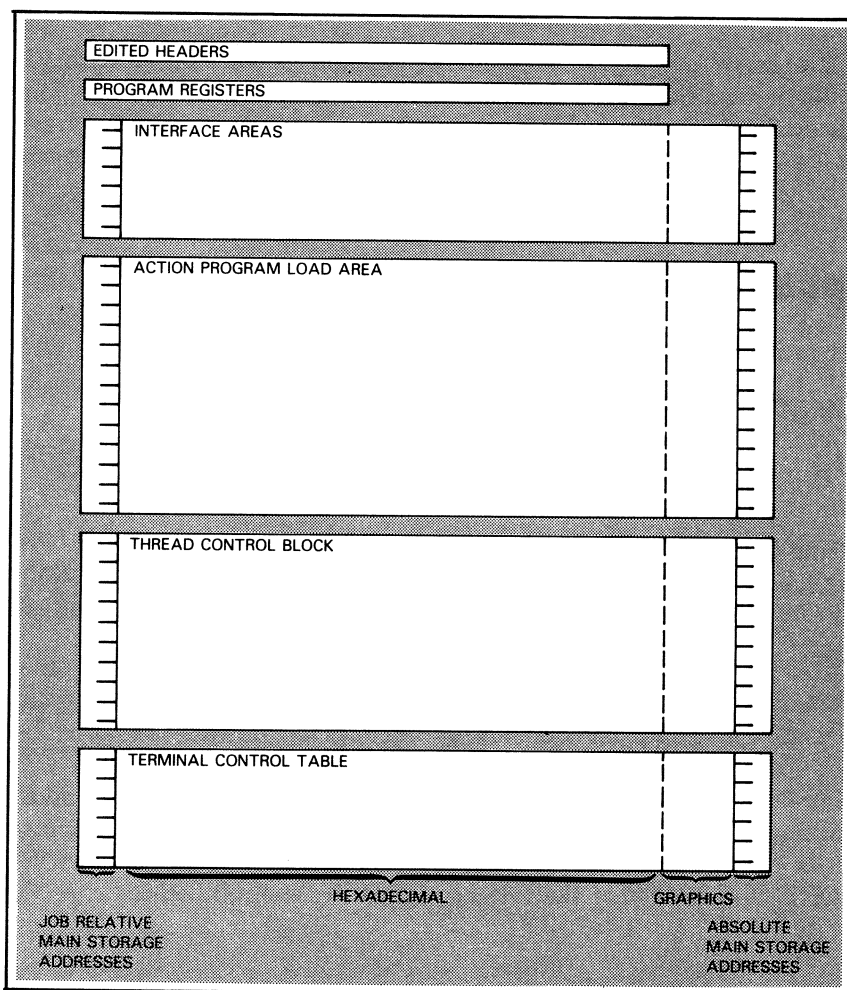 EDITED HEADERS
PROGRAM REGISTERS
INTERFACE AREAS
ACTION PROGRAM LOAD AREA
THREAD CONTROL BLOCK
TERMINAL CONTROL TABLE
HEXADECIMAL
GRAPHICS
JOB RELATIVE
MAIN STORAGE
ADDRESSES
ABSOLUTE
MAIN STORAGE
ADDRESSES